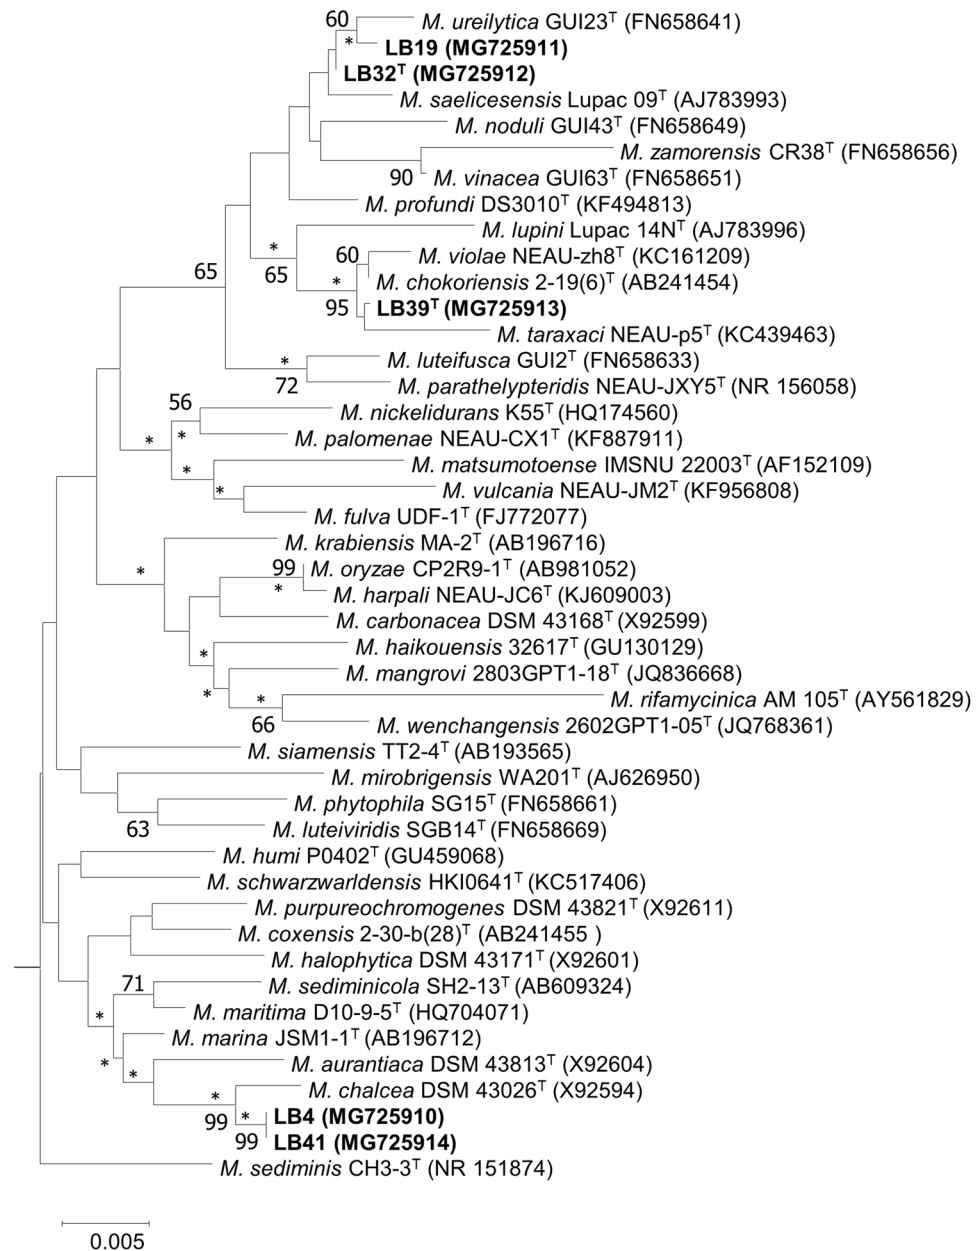 60
M. ureilytica GUI23ᵀ (FN658641)
*
LB19 (MG725911)
LB32ᵀ (MG725912)
M. saelicesensis Lupac 09ᵀ (AJ783993)
M. noduli GUI43ᵀ (FN658649)
M. zamorensis CR38ᵀ (FN658656)
90
M. vinacea GUI63ᵀ (FN658651)
M. profundi DS3010ᵀ (KF494813)
M. lupini Lupac 14Nᵀ (AJ783996)
*
60
M. violae NEAU-zh8ᵀ (KC161209)
65
65
*
M. chokoriensis 2-19(6)ᵀ (AB241454)
95
LB39ᵀ (MG725913)
M. taraxaci NEAU-p5ᵀ (KC439463)
*
M. luteifusca GUI2ᵀ (FN658633)
72
M. parathelypteridis NEAU-JXY5ᵀ (NR 156058)
56
M. nickelidurans K55ᵀ (HQ174560)
*
*
M. palomenae NEAU-CX1ᵀ (KF887911)
*
M. matsumotoense IMSNU 22003ᵀ (AF152109)
*
M. vulcania NEAU-JM2ᵀ (KF956808)
M. fulva UDF-1ᵀ (FJ772077)
M. krabiensis MA-2ᵀ (AB196716)
*
99
M. oryzae CP2R9-1ᵀ (AB981052)
*
M. harpali NEAU-JC6ᵀ (KJ609003)
M. carbonacea DSM 43168ᵀ (X92599)
*
M. haikouensis 32617ᵀ (GU130129)
M. mangrovi 2803GPT1-18ᵀ (JQ836668)
*
*
M. rifamycinica AM 105ᵀ (AY561829)
66
M. wenchangensis 2602GPT1-05ᵀ (JQ768361)
M. siamensis TT2-4ᵀ (AB193565)
M. mirobrigensis WA201ᵀ (AJ626950)
M. phytophila SG15ᵀ (FN658661)
63
M. luteiviridis SGB14ᵀ (FN658669)
M. humi P0402ᵀ (GU459068)
M. schwarzwarldensis HKI0641ᵀ (KC517406)
M. purpureochromogenes DSM 43821ᵀ (X92611)
M. coxensis 2-30-b(28)ᵀ (AB241455 )
M. halophytica DSM 43171ᵀ (X92601)
71
M. sediminicola SH2-13ᵀ (AB609324)
*
M. maritima D10-9-5ᵀ (HQ704071)
M. marina JSM1-1ᵀ (AB196712)
*
*
M. aurantiaca DSM 43813ᵀ (X92604)
*
M. chalcea DSM 43026ᵀ (X92594)
99
*
LB4 (MG725910)
99
LB41 (MG725914)
M. sediminis CH3-3ᵀ (NR 151874)
0.005